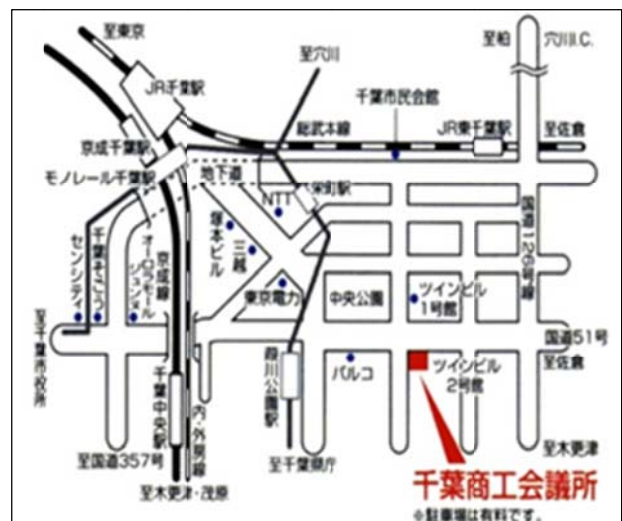 至東京
至柏
穴川I.C.
至穴川
JR千葉駅
千葉市民会館
総武本線
JR東千葉駅
至佐倉
京成千葉駅
モノレール千葉駅
地下道
栄町駅
NTT
国道126号線
塚本ビル
三越
京成線
オーロラモール
ジュンヌ
千葉そごう
センシティ
東京電力
中央公園
ツインビル
1号館
至千葉市役所
国道51号
至佐倉
葭川公園駅
パルコ
ツインビル
2号館
千葉中央駅
内・外房線
至国道357号
至千葉県庁
至木更津
至木更津・茂原
千葉商工会議所
※駐車場は有料です。